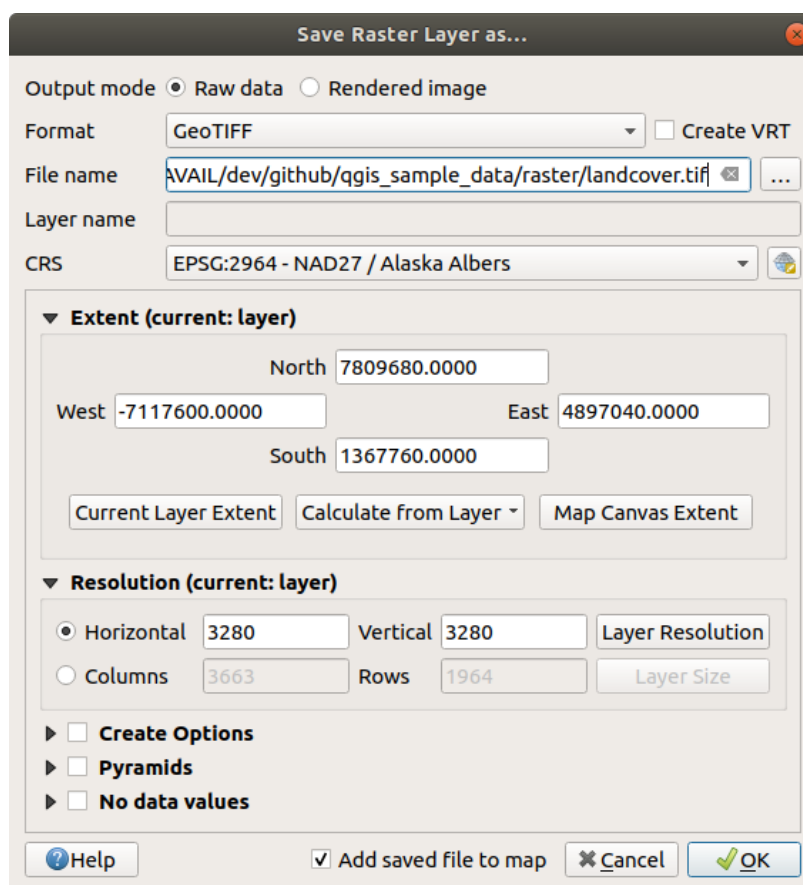 Save Raster Layer as...
Output mode Raw data Rendered image
Format GeoTIFF Create VRT
File name AVAIL/dev/github/qgis_sample_data/raster/landcover.tif ...
Layer name
CRS EPSG:2964 - NAD27 / Alaska Albers
Extent (current: layer)
North 7809680.0000
West -7117600.0000 East 4897040.0000
South 1367760.0000
Current Layer Extent Calculate from Layer Map Canvas Extent
Resolution (current: layer)
Horizontal 3280 Vertical 3280 Layer Resolution
Columns 3663 Rows 1964 Layer Size
Create Options
Pyramids
No data values
Help Add saved file to map Cancel OK